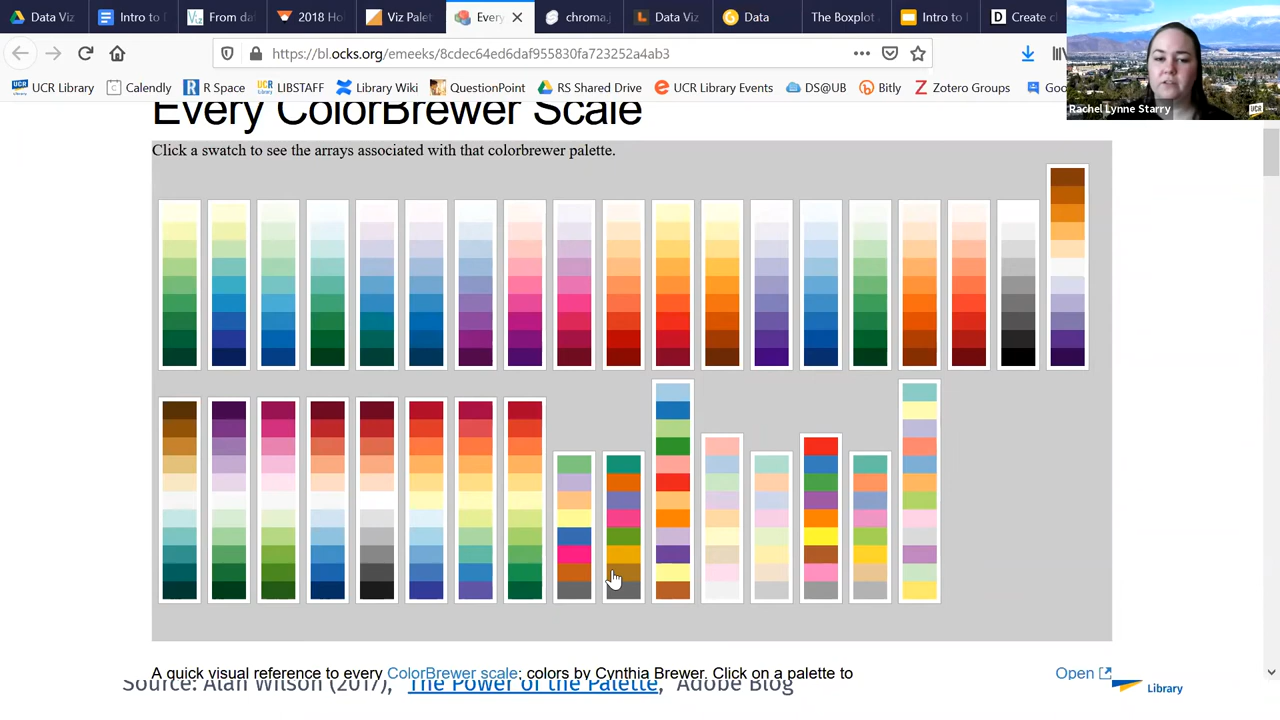 Data Viz
Intro to I
From dat
2018 Ho
Viz Palet
Every
chroma.j
Data Viz
Data
The Boxplot
Intro to I
Create cl
https://bl.ocks.org/emeeks/8cdec64ed6daf955830fa723252a4ab3
UCR Library
Calendly
R Space
LIBSTAFF
Library Wiki
QuestionPoint
RS Shared Drive
UCR Library Events
DS@UB
Bitly
Zotero Groups
Goo
Rachel Lynne Starry
UCR
Every ColorBrewer Scale
Click a swatch to see the arrays associated with that colorbrewer palette.
A quick visual reference to every ColorBrewer scale; colors by Cynthia Brewer. Click on a palette to
Open
Source: Alan Wilson (2017), "The Power of the Palette," Adobe Blog
Library